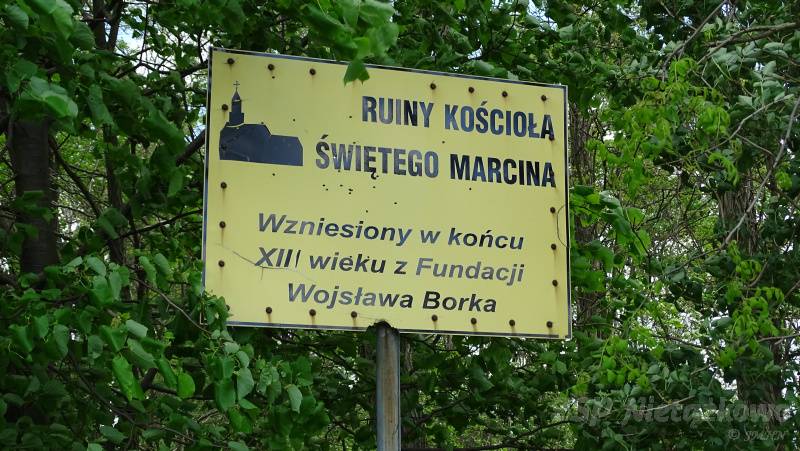 RUINY KOŚCIOŁA
ŚWIĘTEGO MARCINA
Wzniesiony w końcu
XIII wieku z Fundacji
Wojsława Borka